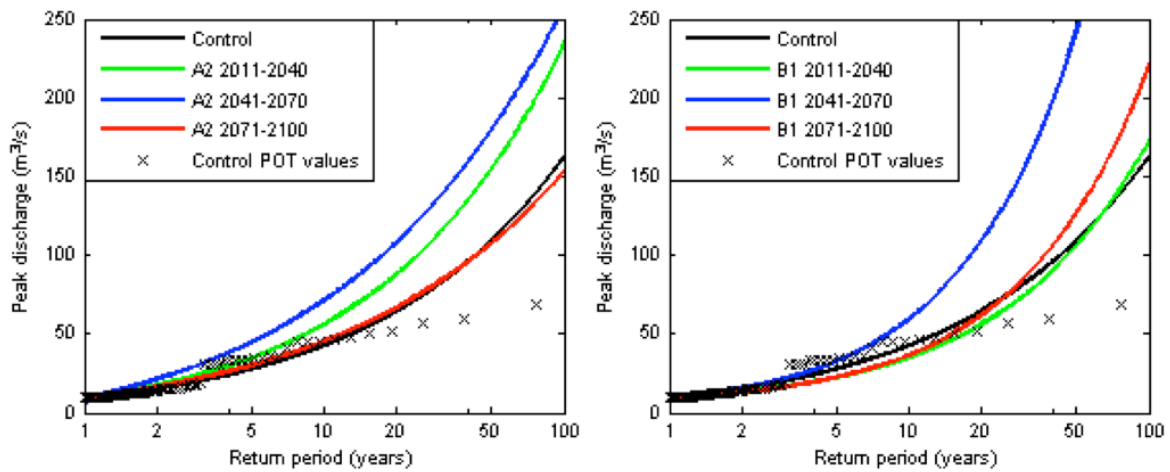 250
200
150
100
50
0
Peak discharge (m³/s)
Control
A2 2011-2040
A2 2041-2070
A2 2071-2100
Control POT values
1 2 5 10 20 50 100
Return period (years)
250
200
150
100
50
0
Peak discharge (m³/s)
Control
B1 2011-2040
B1 2041-2070
B1 2071-2100
Control POT values
1 2 5 10 20 50 100
Return period (years)